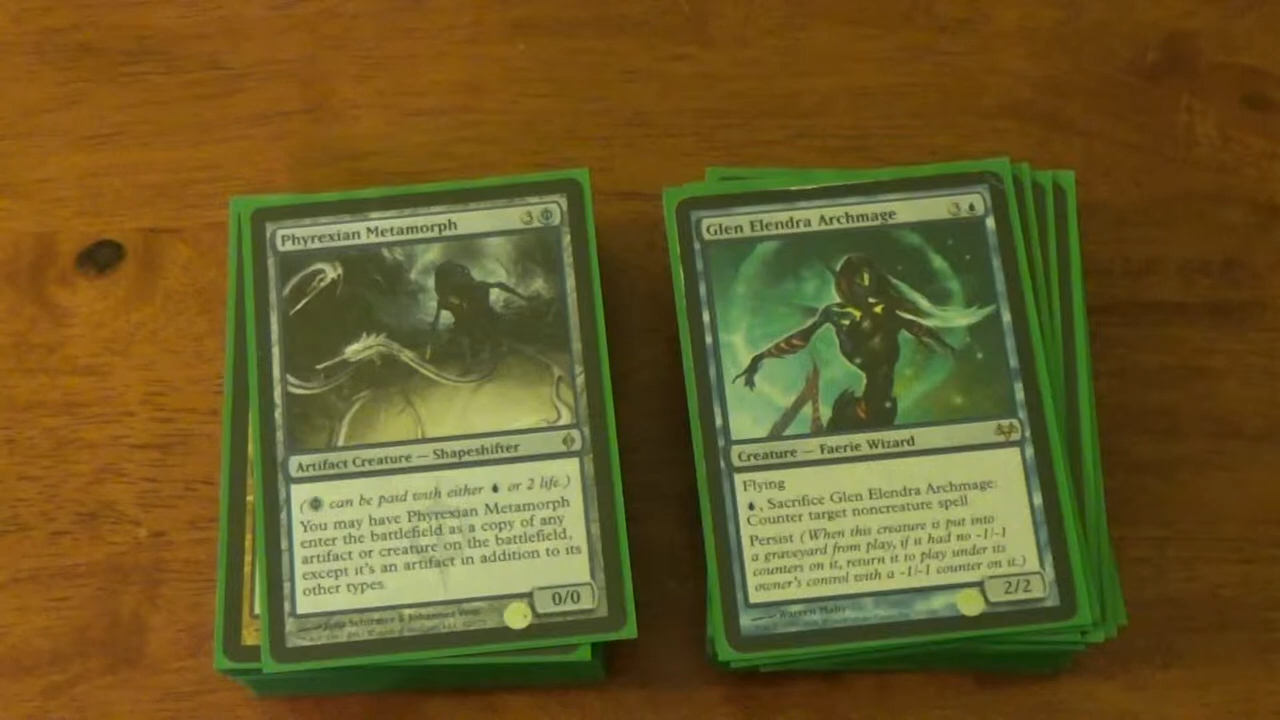 Phyrexian Metamorph
3
Artifact Creature — Shapeshifter
( can be paid with either or 2 life.)
You may have Phyrexian Metamorph
enter the battlefield as a copy of any
artifact or creature on the battlefield,
except it's an artifact in addition to its
other types.
0/0
Glen Elendra Archmage
3
Creature — Faerie Wizard
Flying
, Sacrifice Glen Elendra Archmage:
Counter target noncreature spell
Persist (When this creature is put into
a graveyard from play, if it had no -1/-1
counters on it, return it to play under its
owner's control with a -1/-1 counter on it.)
2/2
Warren Mahy